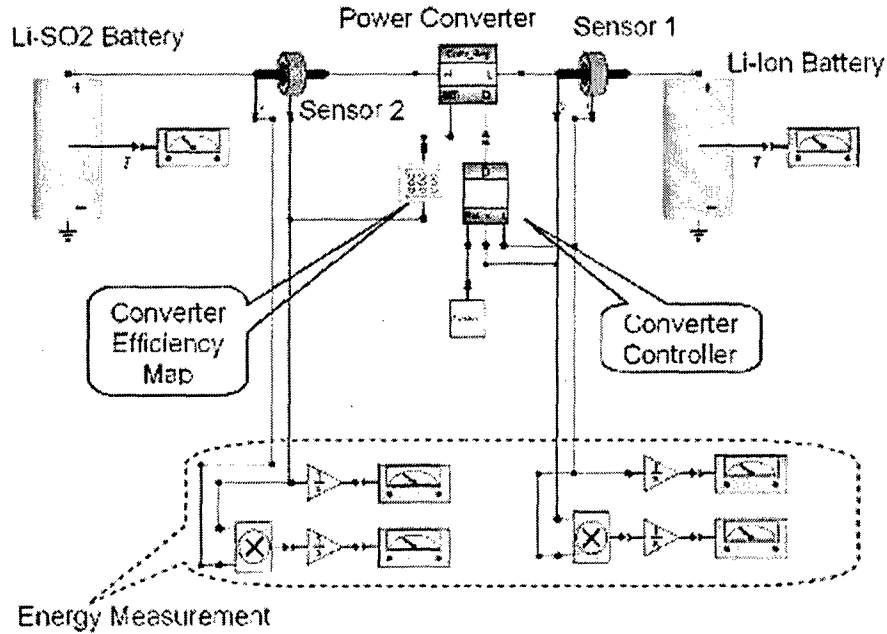 Power Converter
Li-SO2 Battery
Sensor 1
Li-Ion Battery
Sensor 2
+
+
H
L
D
T
T
D
−
−
Converter
Efficiency
Map
Converter
Controller
Energy Measurement